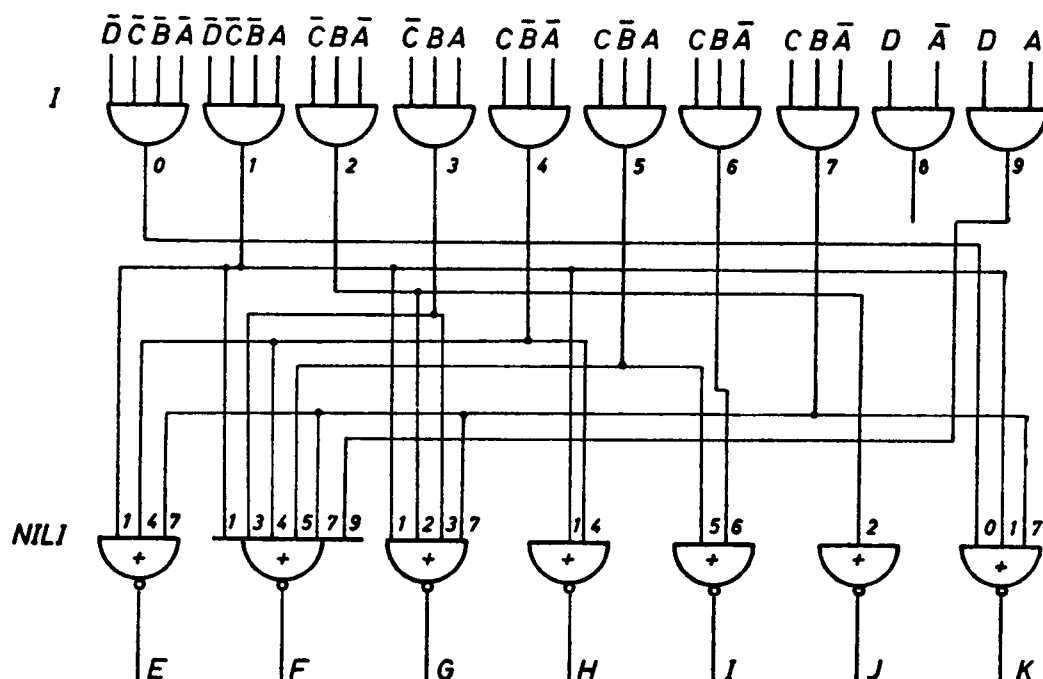 D̅ C̅ B̅ A̅ D̅ C̅ B̅ A C̅ B A̅ C̅ B A C B̅ A̅ C B̅ A C B A̅ C B A̅ D A̅ D A
I
0 1 2 3 4 5 6 7 8 9
NILI 1 4 7 1 3 4 5 7 9 1 2 3 7 1 4 5 6 2 0 1 7
+ + + + + + +
E F G H I J K